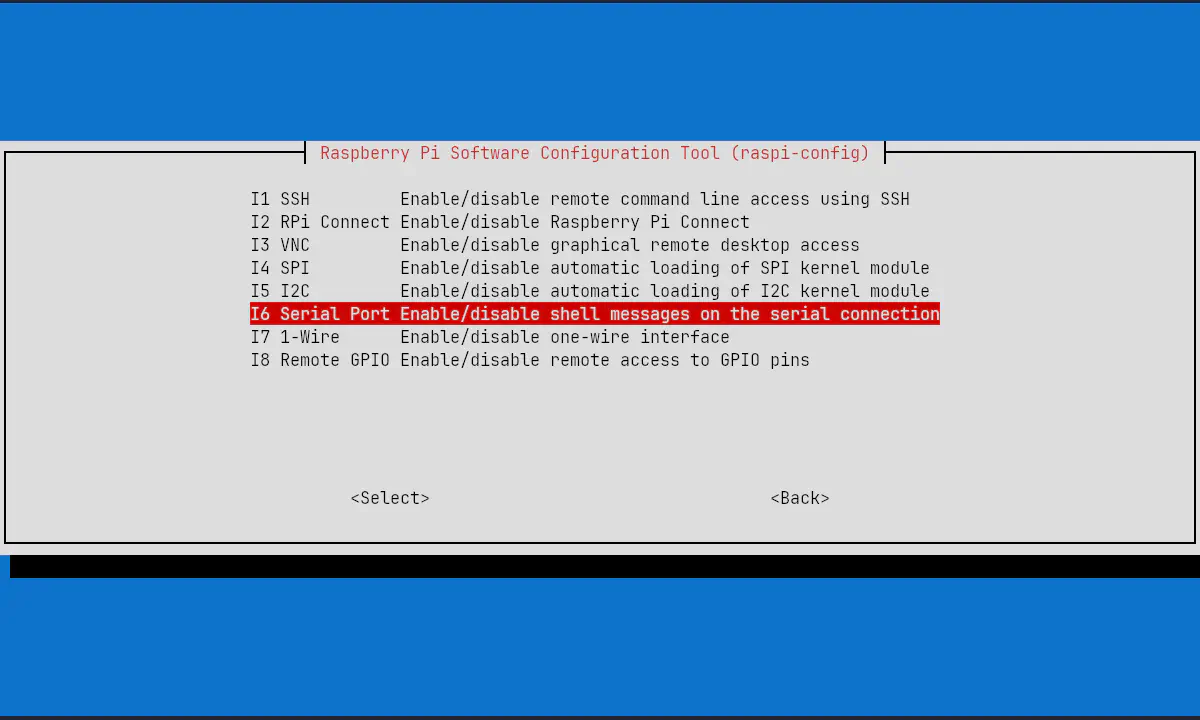 Raspberry Pi Software Configuration Tool (raspi-config)
I1 SSH Enable/disable remote command line access using SSH
I2 RPi Connect Enable/disable Raspberry Pi Connect
I3 VNC Enable/disable graphical remote desktop access
I4 SPI Enable/disable automatic loading of SPI kernel module
I5 I2C Enable/disable automatic loading of I2C kernel module
I6 Serial Port Enable/disable shell messages on the serial connection
I7 1-Wire Enable/disable one-wire interface
I8 Remote GPIO Enable/disable remote access to GPIO pins
<Select> <Back>